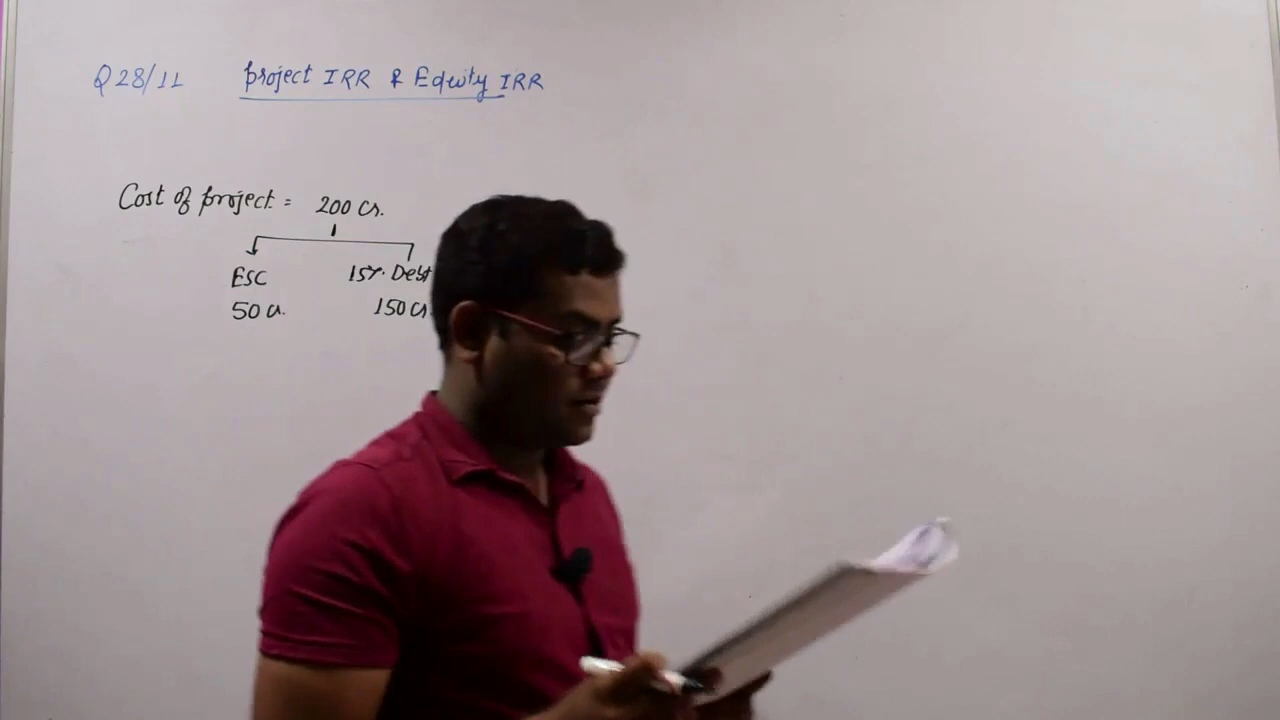 Q 28/11 Project IRR & Equity IRR
Cost of project = 200 Cr.
ESC 15% Debt
50 Cr. 150 Cr.